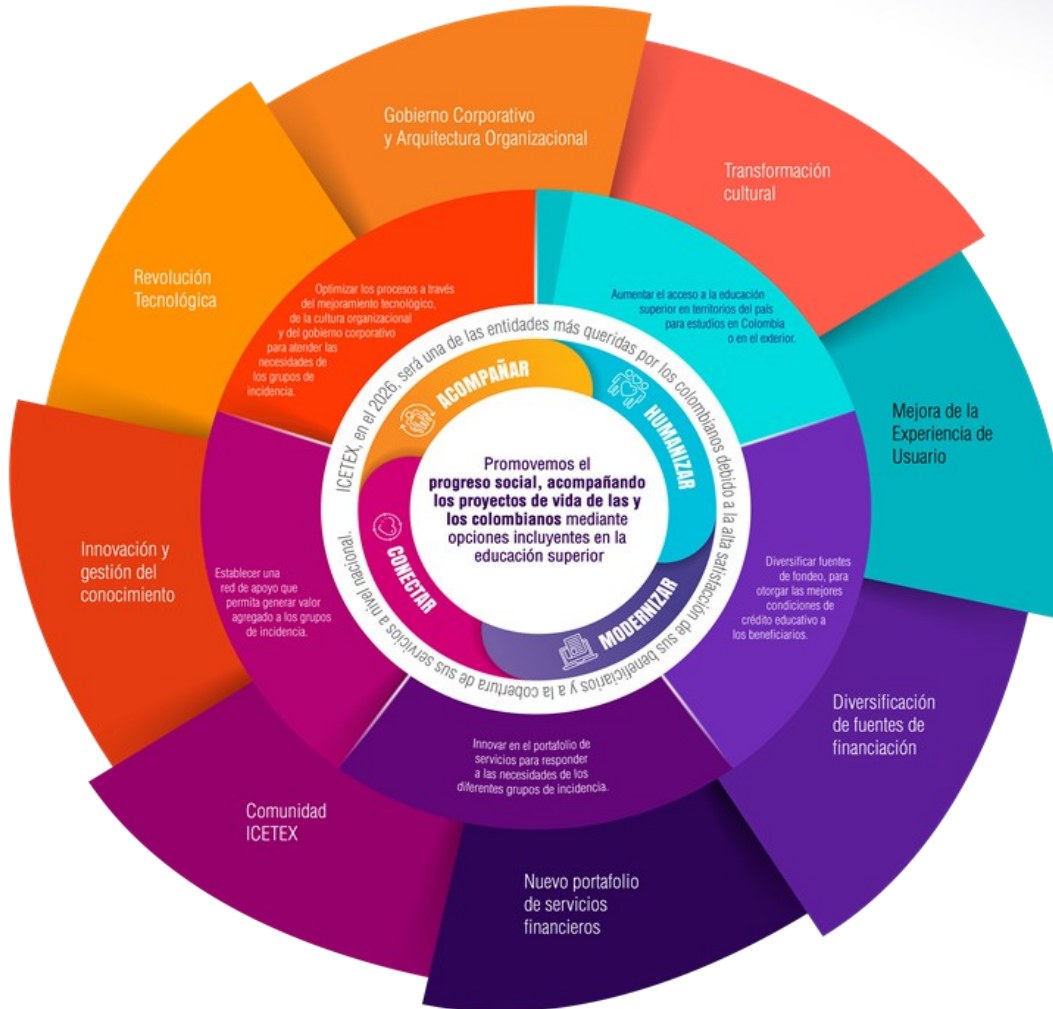 Gobierno Corporativo
y Arquitectura Organizacional
Transformación
cultural
Mejora de la
Experiencia de
Usuario
Diversificación
de fuentes de
financiación
Nuevo portafolio
de servicios
financieros
Comunidad
ICETEX
Innovación y
gestión del
conocimiento
Revolución
Tecnológica
Optimizar los procesos a través
del mejoramiento tecnológico,
de la cultura organizacional
y del gobierno corporativo
para atender las
necesidades de
los grupos de
incidencia.
Aumentar el acceso a la educación
superior en territorios del país
para estudios en Colombia
o en el exterior.
Diversificar fuentes
de fondeo, para
otorgar las mejores
condiciones de
crédito educativo a
los beneficiarios.
Innovar en el portafolio de
servicios para responder
a las necesidades de los
diferentes grupos de incidencia.
Establecer una
red de apoyo que
permita generar valor
agregado a los grupos
de incidencia.
ICETEX, en el 2026, será una de las entidades más queridas por los colombianos debido a la alta satisfacción de sus beneficiarios y a la cobertura de sus servicios a nivel nacional.
ACOMPAÑAR
HUMANIZAR
MODERNIZAR
CONECTAR
Promovemos el
progreso social, acompañando
los proyectos de vida de las y
los colombianos mediante
opciones incluyentes en la
educación superior